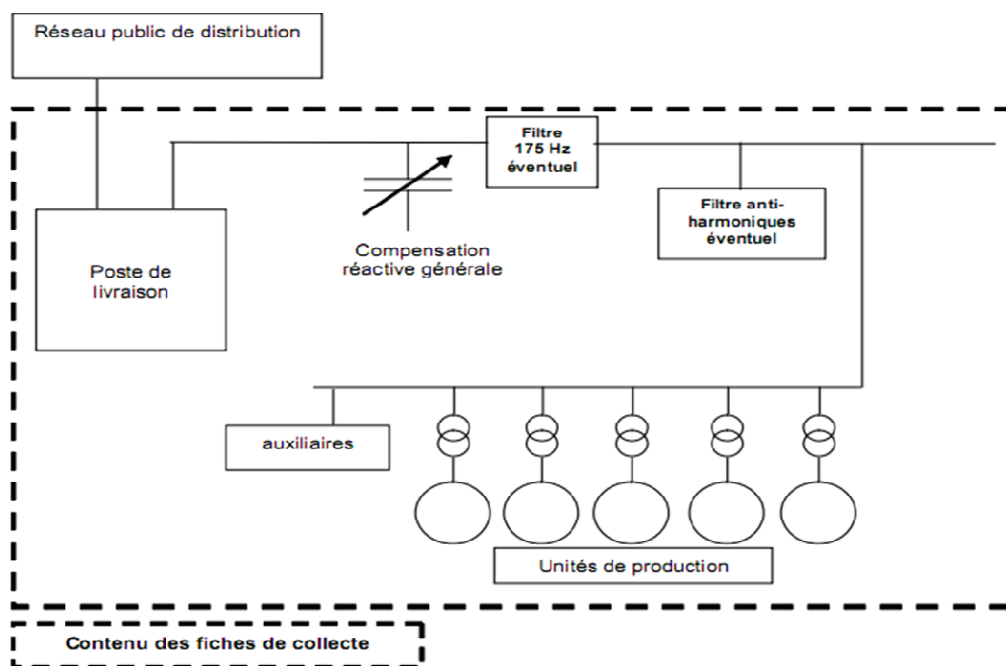 Réseau public de distribution
Filtre
175 Hz
éventuel
Filtre anti-
harmoniques
éventuel
Compensation
réactive générale
Poste de
livraison
auxiliaires
Unités de production
Contenu des fiches de collecte